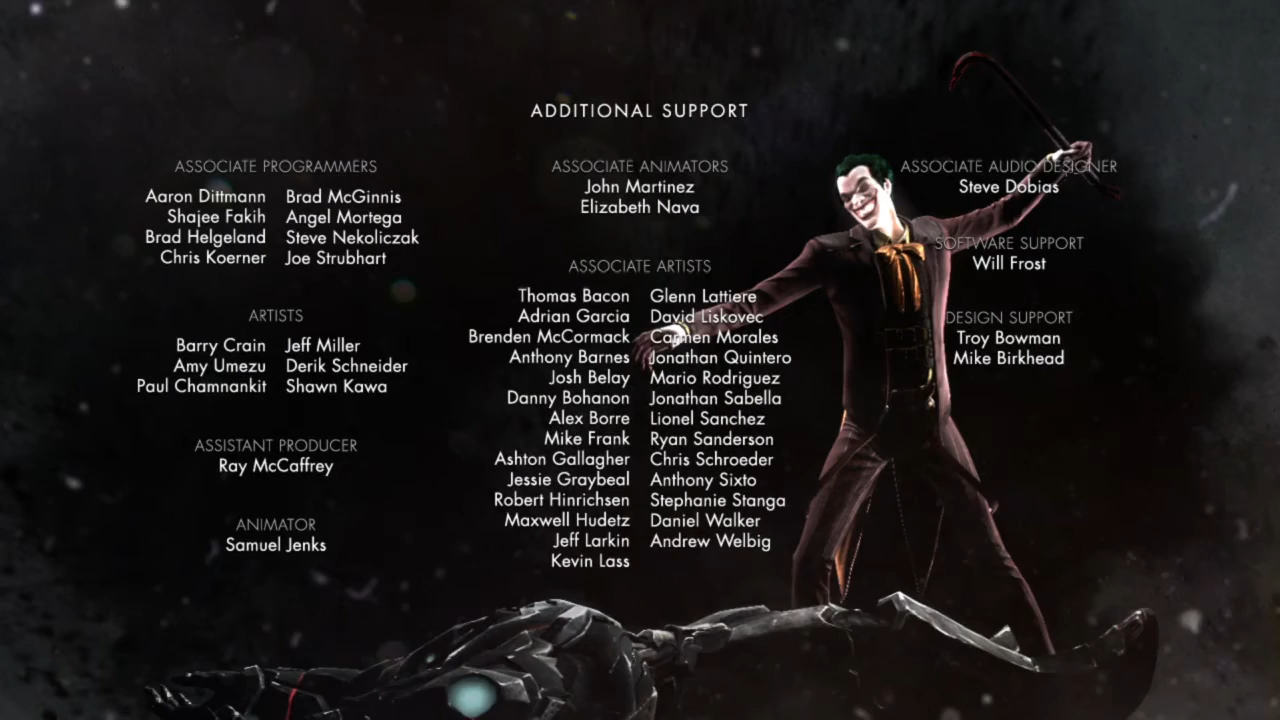 ADDITIONAL SUPPORT
ASSOCIATE PROGRAMMERS
Aaron Dittmann Brad McGinnis
Shajee Fakih Angel Mortega
Brad Helgeland Steve Nekoliczak
Chris Koerner Joe Strubhart
ARTISTS
Barry Crain Jeff Miller
Amy Umezu Derik Schneider
Paul Chamnankit Shawn Kawa
ASSISTANT PRODUCER
Ray McCaffrey
ANIMATOR
Samuel Jenks
ASSOCIATE ANIMATORS
John Martinez
Elizabeth Nava
ASSOCIATE ARTISTS
Thomas Bacon Glenn Lattiere
Adrian Garcia David Liskovec
Brenden McCormack Carmen Morales
Anthony Barnes Jonathan Quintero
Josh Belay Mario Rodriguez
Danny Bohanon Jonathan Sabella
Alex Borre Lionel Sanchez
Mike Frank Ryan Sanderson
Ashton Gallagher Chris Schroeder
Jessie Graybeal Anthony Sixto
Robert Hinrichsen Stephanie Stanga
Maxwell Hudetz Daniel Walker
Jeff Larkin Andrew Welbig
Kevin Lass
ASSOCIATE AUDIO DESIGNER
Steve Dobias
SOFTWARE SUPPORT
Will Frost
DESIGN SUPPORT
Troy Bowman
Mike Birkhead